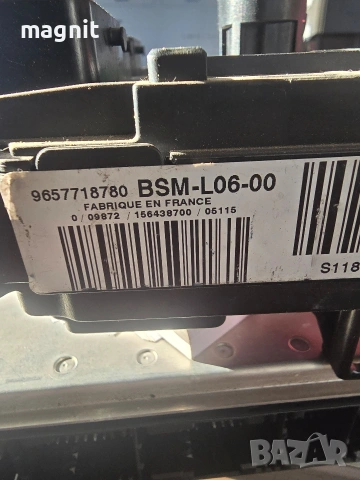 magnit
9657718780 BSM-L06-00
FABRIQUE EN FRANCE
0 / 09872 / 156438700 / 05115
S118
BAZAR